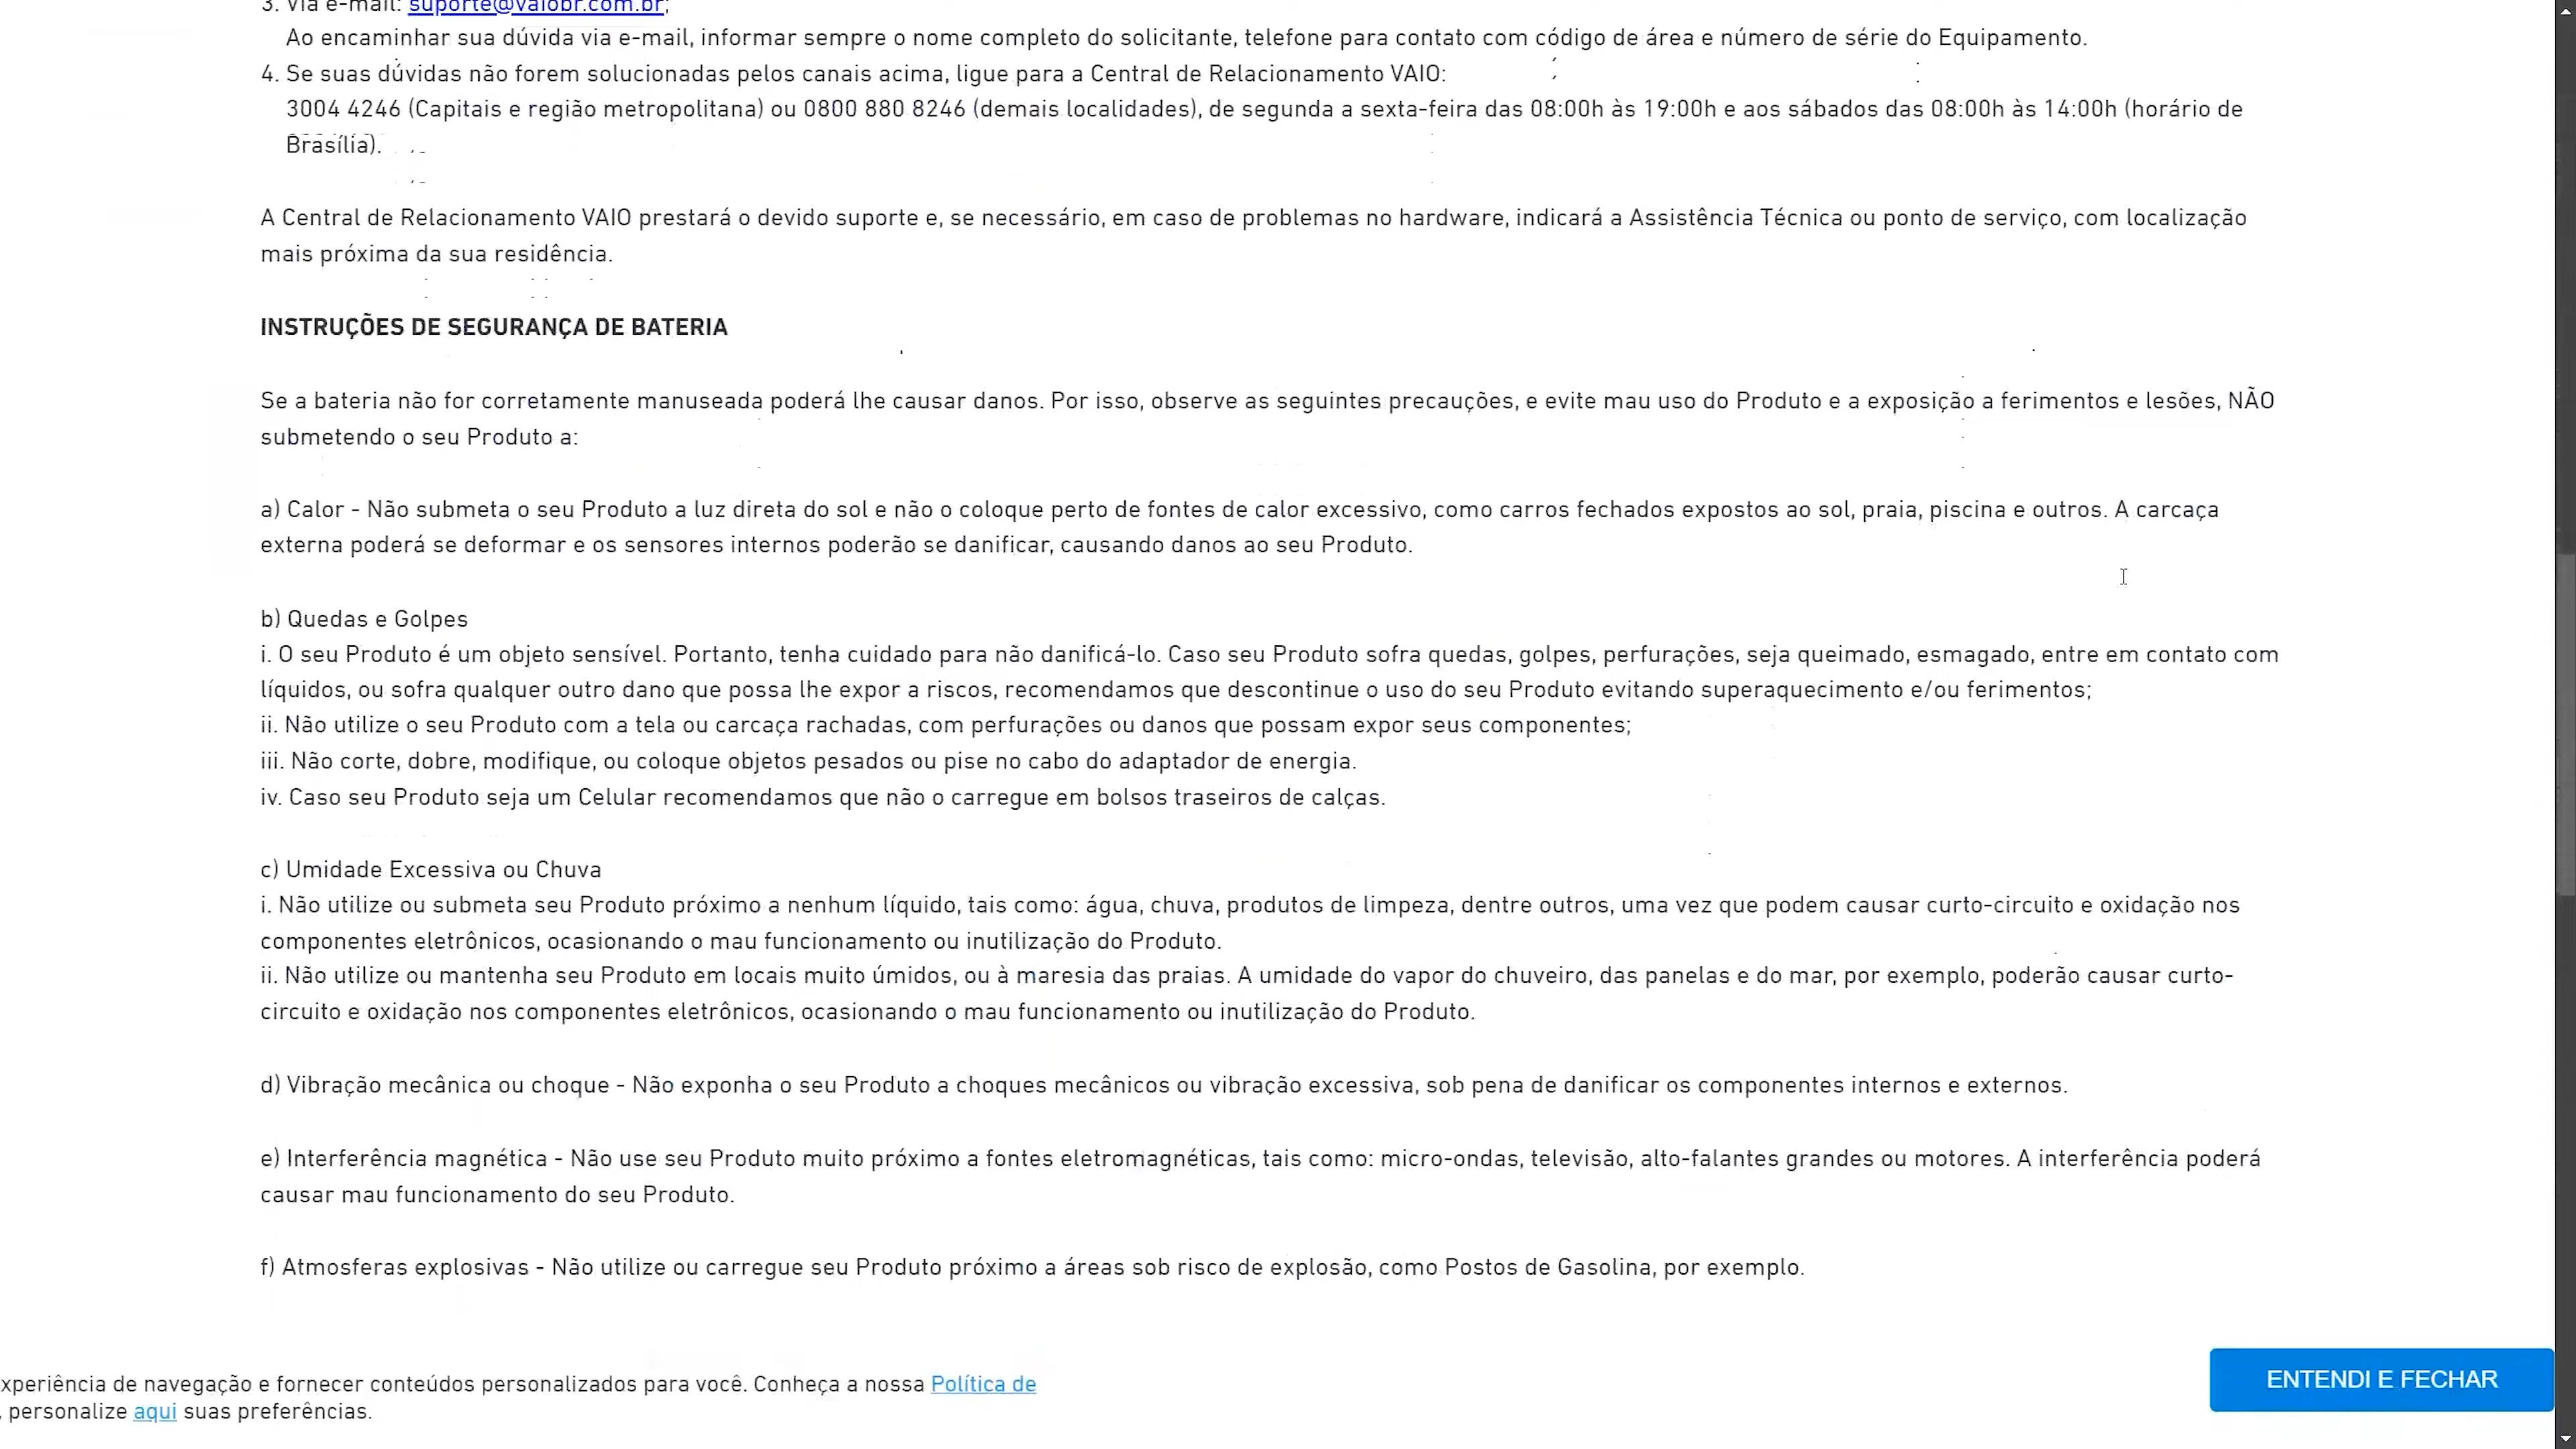 3. Via e-mail: suporte@vaiobr.com.br;
Ao encaminhar sua dúvida via e-mail, informar sempre o nome completo do solicitante, telefone para contato com código de área e número de série do Equipamento.
4. Se suas dúvidas não forem solucionadas pelos canais acima, ligue para a Central de Relacionamento VAIO:
3004 4246 (Capitais e região metropolitana) ou 0800 880 8246 (demais localidades), de segunda a sexta-feira das 08:00h às 19:00h e aos sábados das 08:00h às 14:00h (horário de
Brasília).
A Central de Relacionamento VAIO prestará o devido suporte e, se necessário, em caso de problemas no hardware, indicará a Assistência Técnica ou ponto de serviço, com localização
mais próxima da sua residência.
INSTRUÇÕES DE SEGURANÇA DE BATERIA
Se a bateria não for corretamente manuseada poderá lhe causar danos. Por isso, observe as seguintes precauções, e evite mau uso do Produto e a exposição a ferimentos e lesões, NÃO
submetendo o seu Produto a:
a) Calor - Não submeta o seu Produto a luz direta do sol e não o coloque perto de fontes de calor excessivo, como carros fechados expostos ao sol, praia, piscina e outros. A carcaça
externa poderá se deformar e os sensores internos poderão se danificar, causando danos ao seu Produto.
b) Quedas e Golpes
i. O seu Produto é um objeto sensível. Portanto, tenha cuidado para não danificá-lo. Caso seu Produto sofra quedas, golpes, perfurações, seja queimado, esmagado, entre em contato com
líquidos, ou sofra qualquer outro dano que possa lhe expor a riscos, recomendamos que descontinue o uso do seu Produto evitando superaquecimento e/ou ferimentos;
ii. Não utilize o seu Produto com a tela ou carcaça rachadas, com perfurações ou danos que possam expor seus componentes;
iii. Não corte, dobre, modifique, ou coloque objetos pesados ou pise no cabo do adaptador de energia.
iv. Caso seu Produto seja um Celular recomendamos que não o carregue em bolsos traseiros de calças.
c) Umidade Excessiva ou Chuva
i. Não utilize ou submeta seu Produto próximo a nenhum líquido, tais como: água, chuva, produtos de limpeza, dentre outros, uma vez que podem causar curto-circuito e oxidação nos
componentes eletrônicos, ocasionando o mau funcionamento ou inutilização do Produto.
ii. Não utilize ou mantenha seu Produto em locais muito úmidos, ou à maresia das praias. A umidade do vapor do chuveiro, das panelas e do mar, por exemplo, poderão causar curto-
circuito e oxidação nos componentes eletrônicos, ocasionando o mau funcionamento ou inutilização do Produto.
d) Vibração mecânica ou choque - Não exponha o seu Produto a choques mecânicos ou vibração excessiva, sob pena de danificar os componentes internos e externos.
e) Interferência magnética - Não use seu Produto muito próximo a fontes eletromagnéticas, tais como: micro-ondas, televisão, alto-falantes grandes ou motores. A interferência poderá
causar mau funcionamento do seu Produto.
f) Atmosferas explosivas - Não utilize ou carregue seu Produto próximo a áreas sob risco de explosão, como Postos de Gasolina, por exemplo.
xperiência de navegação e fornecer conteúdos personalizados para você. Conheça a nossa Política de
, personalize aqui suas preferências.
ENTENDI E FECHAR